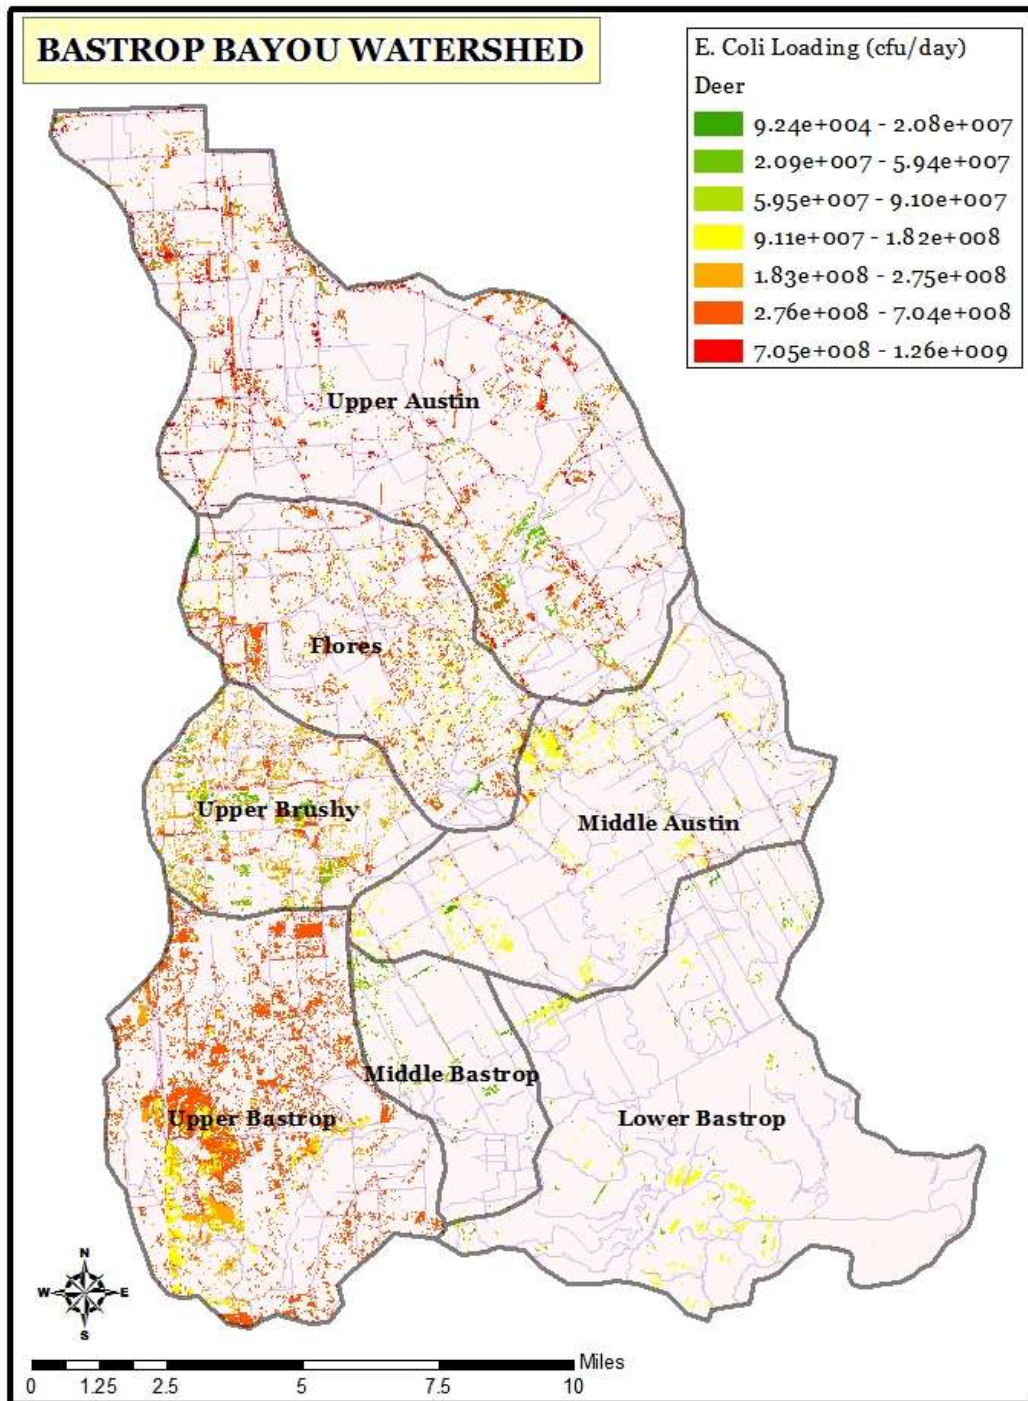 BASTROP BAYOU WATERSHED
E. Coli Loading (cfu/day)
Deer
9.24e+004 - 2.08e+007
2.09e+007 - 5.94e+007
5.95e+007 - 9.10e+007
9.11e+007 - 1.82e+008
1.83e+008 - 2.75e+008
2.76e+008 - 7.04e+008
7.05e+008 - 1.26e+009
Upper Austin
Flores
Upper Brushy
Middle Austin
Middle Bastrop
Upper Bastrop
Lower Bastrop
N
W E
S
Miles
0 1.25 2.5 5 7.5 10